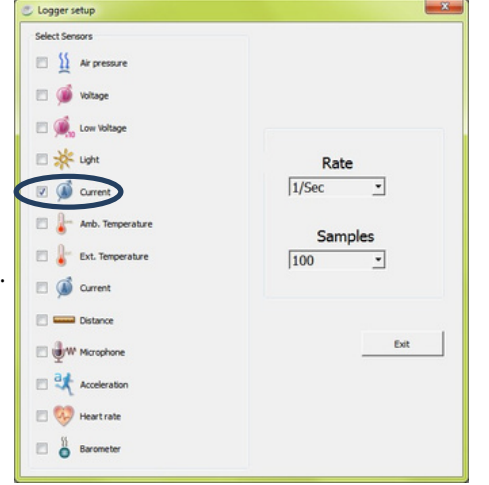 Logger setup
Select Sensors
Air pressure
Voltage
Low Voltage
Light
Current
Amb. Temperature
Ext. Temperature
Current
Distance
Microphone
Acceleration
Heart rate
Barometer
Rate
1/Sec
Samples
100
Exit
.